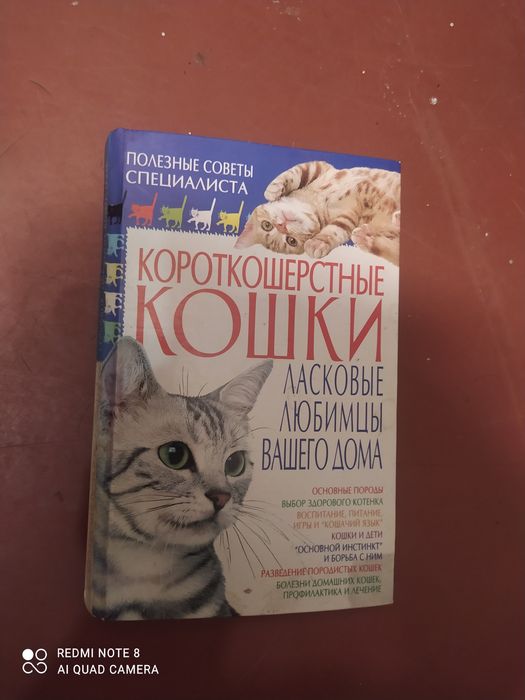 ПОЛЕЗНЫЕ СОВЕТЫ
СПЕЦИАЛИСТА
КОРОТКОШЕРСТНЫЕ
КОШКИ
ЛАСКОВЫЕ
ЛЮБИМЦЫ
ВАШЕГО ДОМА
ОСНОВНЫЕ ПОРОДЫ
ВЫБОР ЗДОРОВОГО КОТЕНКА
ВОСПИТАНИЕ, ПИТАНИЕ,
ИГРЫ И "КОШАЧИЙ ЯЗЫК"
КОШКИ И ДЕТИ
"ОСНОВНОЙ ИНСТИНКТ"
И БОРЬБА С НИМ
РАЗВЕДЕНИЕ ПОРОДИСТЫХ КОШЕК
БОЛЕЗНИ ДОМАШНИХ КОШЕК,
ПРОФИЛАКТИКА И ЛЕЧЕНИЕ
REDMI NOTE 8
AI QUAD CAMERA